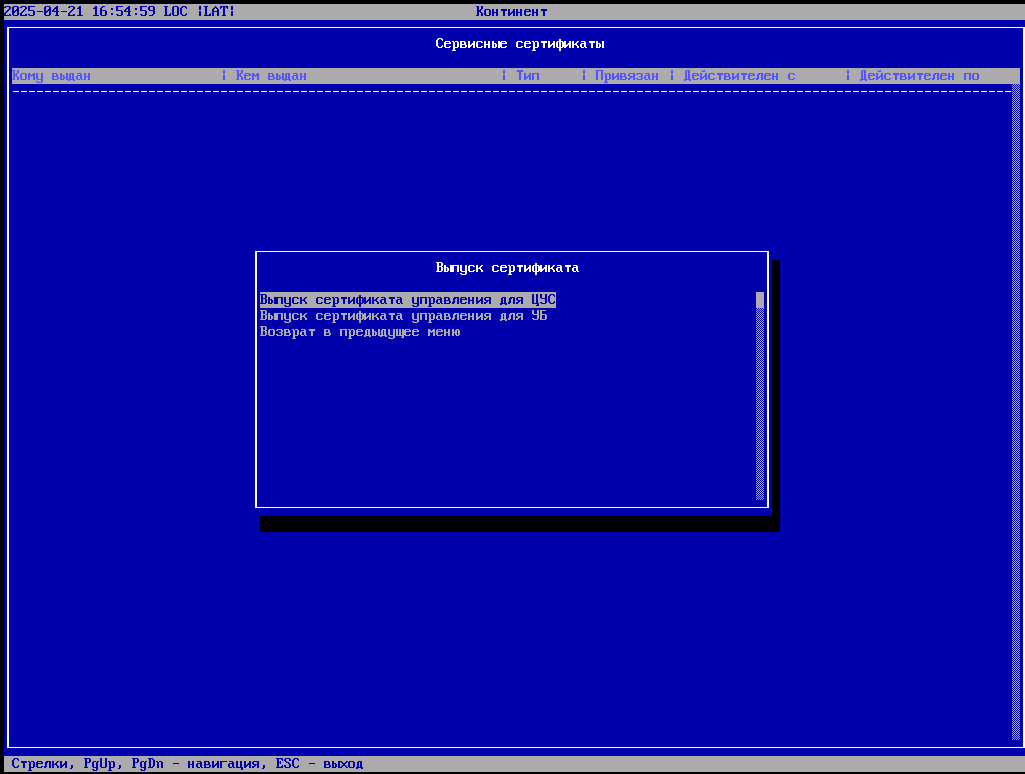 2025-04-21 16:54:59 LOC ¦LAT¦ Континент
Сервисные сертификаты
Кому выдан ¦ Кем выдан ¦ Тип ¦ Привязан ¦ Действителен с ¦ Действителен по
Выпуск сертификата
Выпуск сертификата управления для ЦУС
Выпуск сертификата управления для УБ
Возврат в предыдущее меню
Стрелки, PgUp, PgDn - навигация, ESC - выход